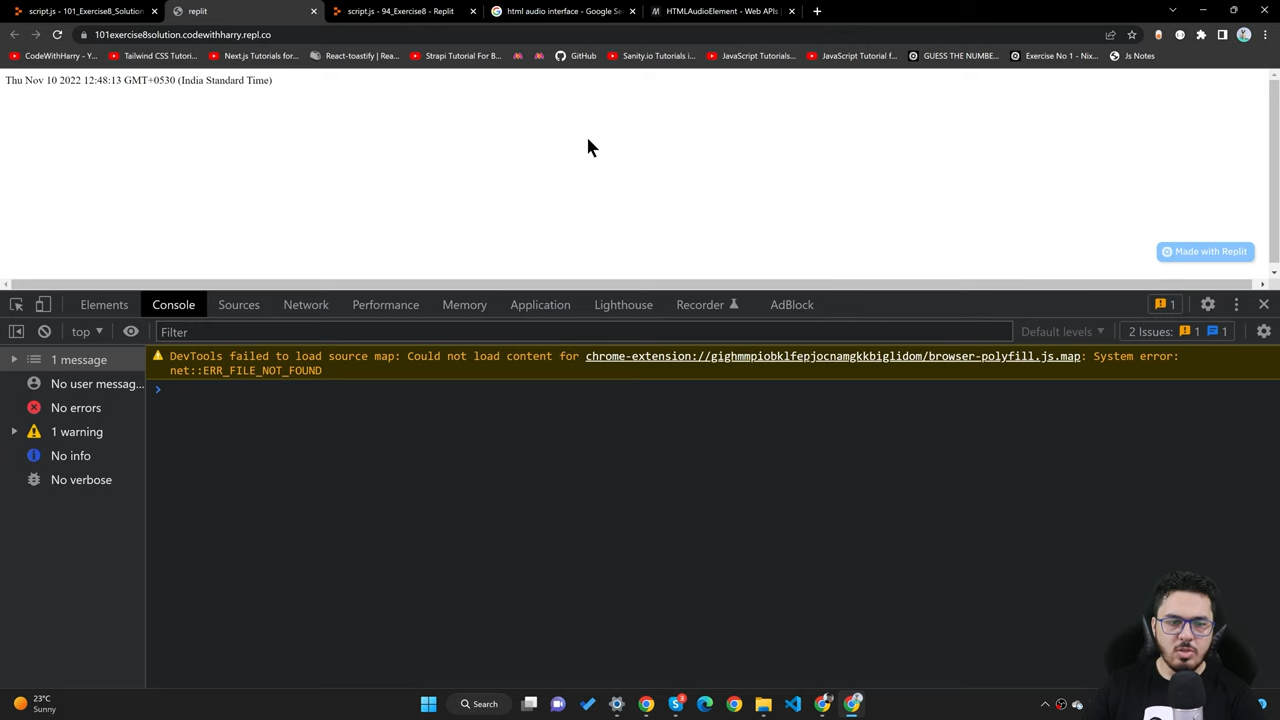 script.js - 101_Exercise8_Solution
replit
script.js - 94_Exercise8 - Replit
html audio interface - Google Se
HTMLAudioElement - Web APIs
101exercise8solution.codewithharry.repl.co
CodeWithHarry - Y...
Tailwind CSS Tutori...
Next.js Tutorials for...
React-toastify | Rea...
Strapi Tutorial For B...
GitHub
Sanity.io Tutorials i...
JavaScript Tutorials...
JavaScript Tutorial f...
GUESS THE NUMBE...
Exercise No 1 - Nix...
Js Notes
Thu Nov 10 2022 12:48:13 GMT+0530 (India Standard Time)
Made with Replit
Elements
Console
Sources
Network
Performance
Memory
Application
Lighthouse
Recorder
AdBlock
1
top
Filter
Default levels
2 Issues:
1
1
1 message
No user messag...
No errors
1 warning
No info
No verbose
DevTools failed to load source map: Could not load content for chrome-extension://gighmmpiobklfepjocnamgkkbiglidom/browser-polyfill.js.map: System error:
net::ERR_FILE_NOT_FOUND
23°C
Sunny
Search
3